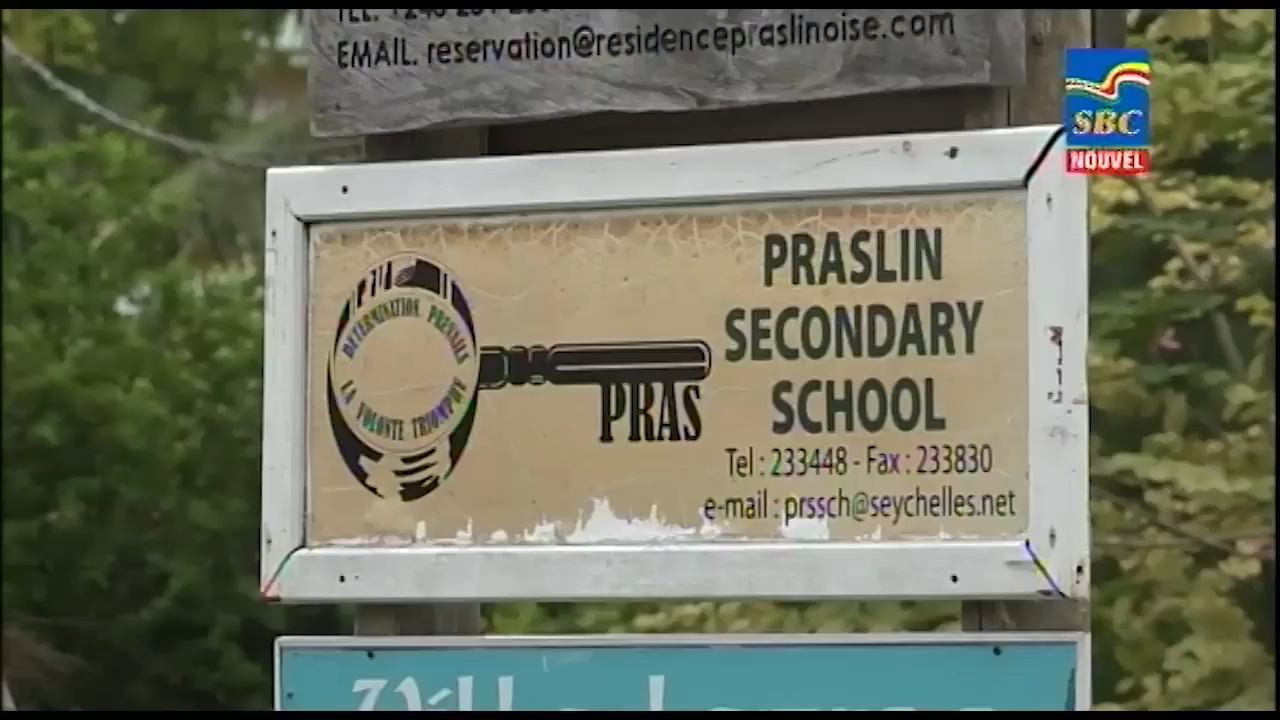 EMAIL. reservation@residencepraslinoise.com
SBC
NOUVEL
DETERMINATION PREVAILS
LA VOLONTE TRIOMPHE
PRAS
PRASLIN
SECONDARY
SCHOOL
Tel : 233448 - Fax : 233830
e-mail : prssch@seychelles.net